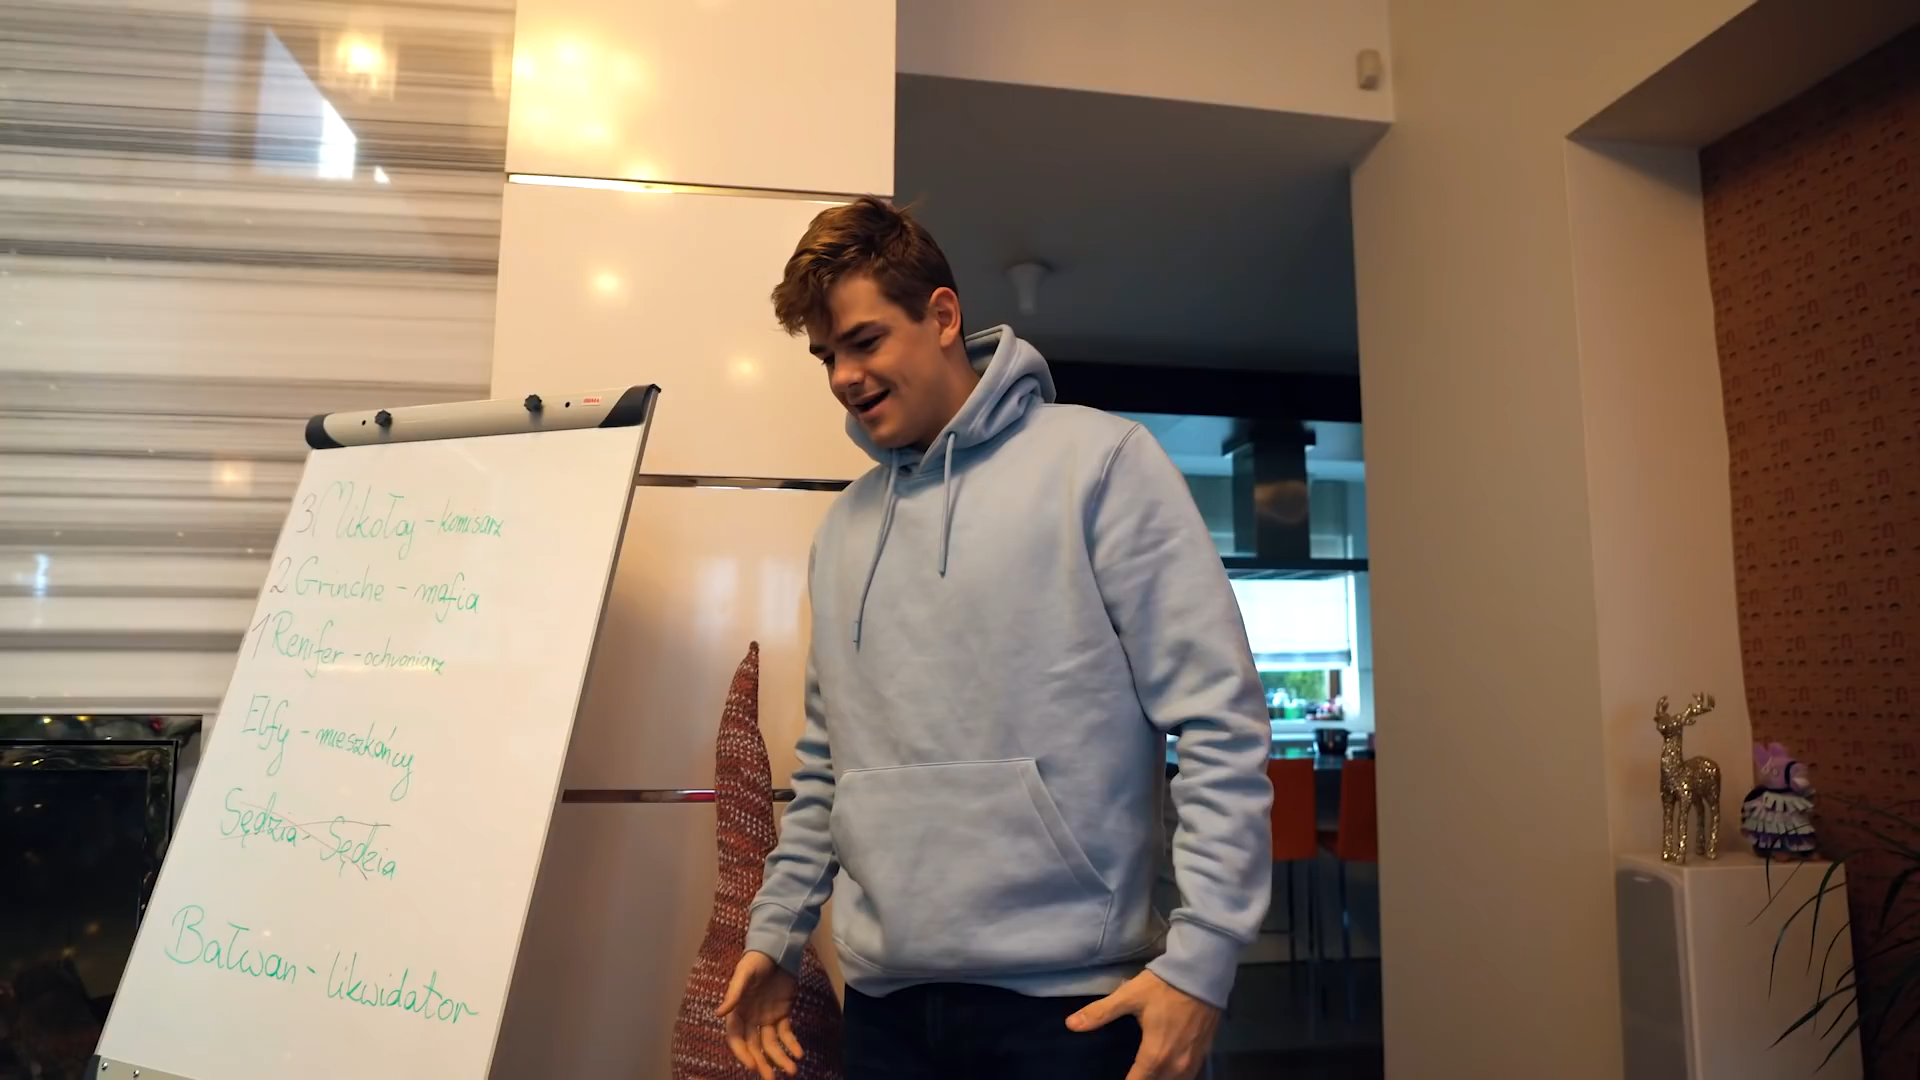 3 Mikołaj - komisarz
2 Grinche - mafia
1 Renifer - ochroniarz
Elfy - mieszkańcy
Sędzia - Sędzia
Bałwan - likwidator